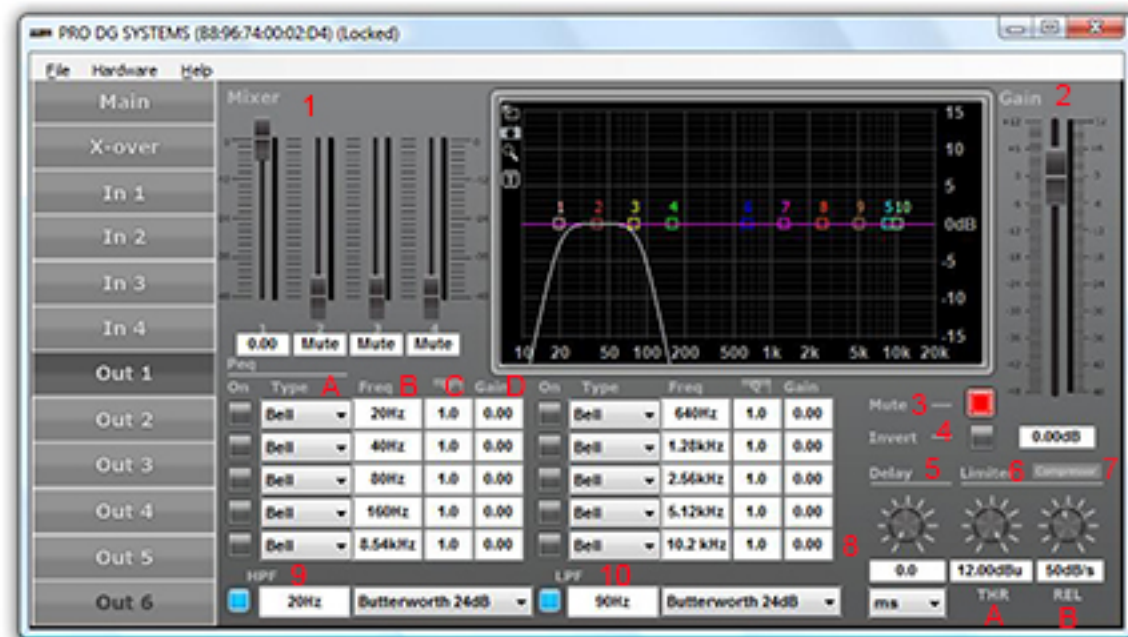 PRO DG SYSTEMS (88:96:74:00:02:D4) (Locked)
File Hardware Help
Main
X-over
In 1
In 2
In 3
In 4
Out 1
Out 2
Out 3
Out 4
Out 5
Out 6
Mixer 1
1 2 3 4
0.00 Mute Mute Mute
15
10
5
0dB
-5
-10
-15
1 2 3 4 6 7 8 9 5 10
10 20 50 100 200 500 1k 2k 5k 10k 20k
Gain 2
Peq
On Type A Freq B "Q" C Gain D On Type Freq "Q" Gain
Bell 20Hz 1.0 0.00 Bell 640Hz 1.0 0.00
Bell 40Hz 1.0 0.00 Bell 1.28kHz 1.0 0.00
Bell 80Hz 1.0 0.00 Bell 2.56kHz 1.0 0.00
Bell 160Hz 1.0 0.00 Bell 5.12kHz 1.0 0.00
Bell 8.54kHz 1.0 0.00 Bell 10.2 kHz 1.0 0.00
HPF 9 LPF 10
20Hz Butterworth 24dB 90Hz Butterworth 24dB
Mute 3
Invert 4 0.00dB
Delay 5 Limiter 6 Compressor 7
8
0.0 12.00dBu 50dB/s
ms THR REL
A B